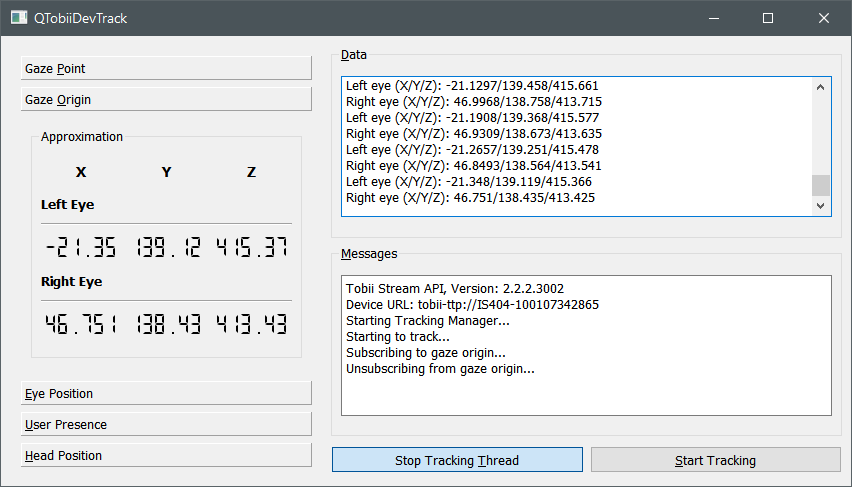 QTobiiDevTrack
Gaze Point
Gaze Origin
Approximation
X Y Z
Left Eye
-21.35 139.12 415.37
Right Eye
46.751 138.43 413.43
Eye Position
User Presence
Head Position
Data
Left eye (X/Y/Z): -21.1297/139.458/415.661
Right eye (X/Y/Z): 46.9968/138.758/413.715
Left eye (X/Y/Z): -21.1908/139.368/415.577
Right eye (X/Y/Z): 46.9309/138.673/413.635
Left eye (X/Y/Z): -21.2657/139.251/415.478
Right eye (X/Y/Z): 46.8493/138.564/413.541
Left eye (X/Y/Z): -21.348/139.119/415.366
Right eye (X/Y/Z): 46.751/138.435/413.425
Messages
Tobii Stream API, Version: 2.2.2.3002
Device URL: tobii-ttp://IS404-100107342865
Starting Tracking Manager...
Starting to track...
Subscribing to gaze origin...
Unsubscribing from gaze origin...
Stop Tracking Thread
Start Tracking